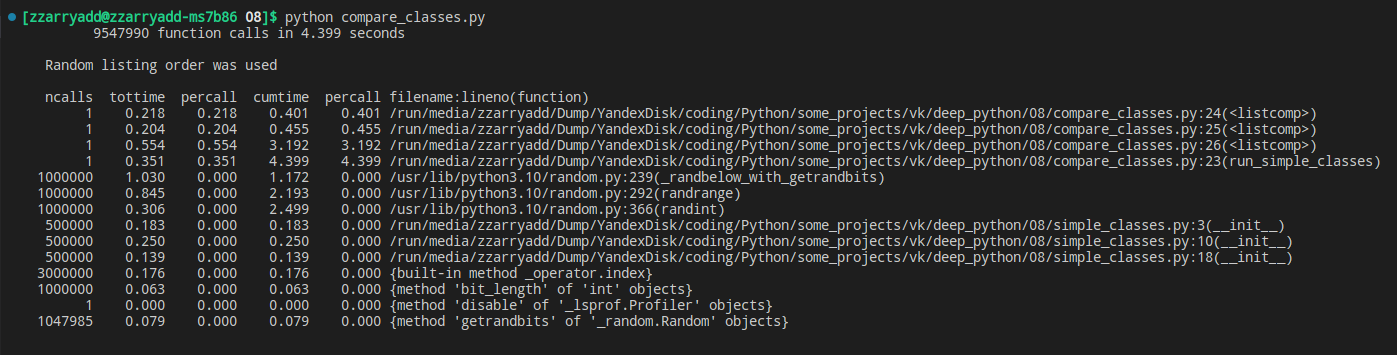 [zzarryadd@zzarryadd-ms7b86 08]$ python compare_classes.py
9547990 function calls in 4.399 seconds
Random listing order was used
ncalls tottime percall cumtime percall filename:lineno(function)
1 0.218 0.218 0.401 0.401 /run/media/zzarryadd/Dump/YandexDisk/coding/Python/some_projects/vk/deep_python/08/compare_classes.py:24(<listcomp>)
1 0.204 0.204 0.455 0.455 /run/media/zzarryadd/Dump/YandexDisk/coding/Python/some_projects/vk/deep_python/08/compare_classes.py:25(<listcomp>)
1 0.554 0.554 3.192 3.192 /run/media/zzarryadd/Dump/YandexDisk/coding/Python/some_projects/vk/deep_python/08/compare_classes.py:26(<listcomp>)
1 0.351 0.351 4.399 4.399 /run/media/zzarryadd/Dump/YandexDisk/coding/Python/some_projects/vk/deep_python/08/compare_classes.py:23(run_simple_classes)
1000000 1.030 0.000 1.172 0.000 /usr/lib/python3.10/random.py:239(_randbelow_with_getrandbits)
1000000 0.845 0.000 2.193 0.000 /usr/lib/python3.10/random.py:292(randrange)
1000000 0.306 0.000 2.499 0.000 /usr/lib/python3.10/random.py:366(randint)
500000 0.183 0.000 0.183 0.000 /run/media/zzarryadd/Dump/YandexDisk/coding/Python/some_projects/vk/deep_python/08/simple_classes.py:3(__init__)
500000 0.250 0.000 0.250 0.000 /run/media/zzarryadd/Dump/YandexDisk/coding/Python/some_projects/vk/deep_python/08/simple_classes.py:10(__init__)
500000 0.139 0.000 0.139 0.000 /run/media/zzarryadd/Dump/YandexDisk/coding/Python/some_projects/vk/deep_python/08/simple_classes.py:18(__init__)
3000000 0.176 0.000 0.176 0.000 {built-in method _operator.index}
1000000 0.063 0.000 0.063 0.000 {method 'bit_length' of 'int' objects}
1 0.000 0.000 0.000 0.000 {method 'disable' of '_lsprof.Profiler' objects}
1047985 0.079 0.000 0.079 0.000 {method 'getrandbits' of '_random.Random' objects}